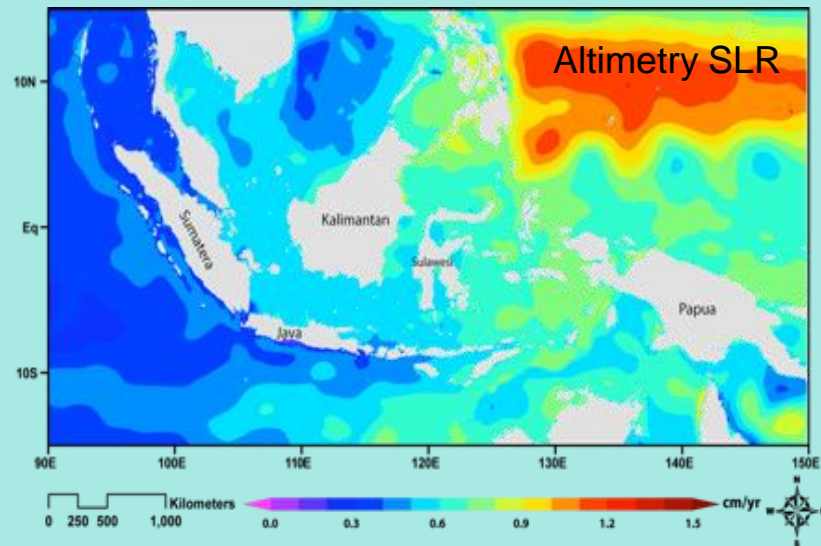 Altimetry SLR
10N
Kalimantan
Eq
Sumatera
Sulawesi
Papua
Java
10S
90E 100E 110E 120E 130E 140E 150E
Kilometers
0 250 500 1,000
cm/yr
0.0 0.3 0.6 0.9 1.2 1.5
N
W
S